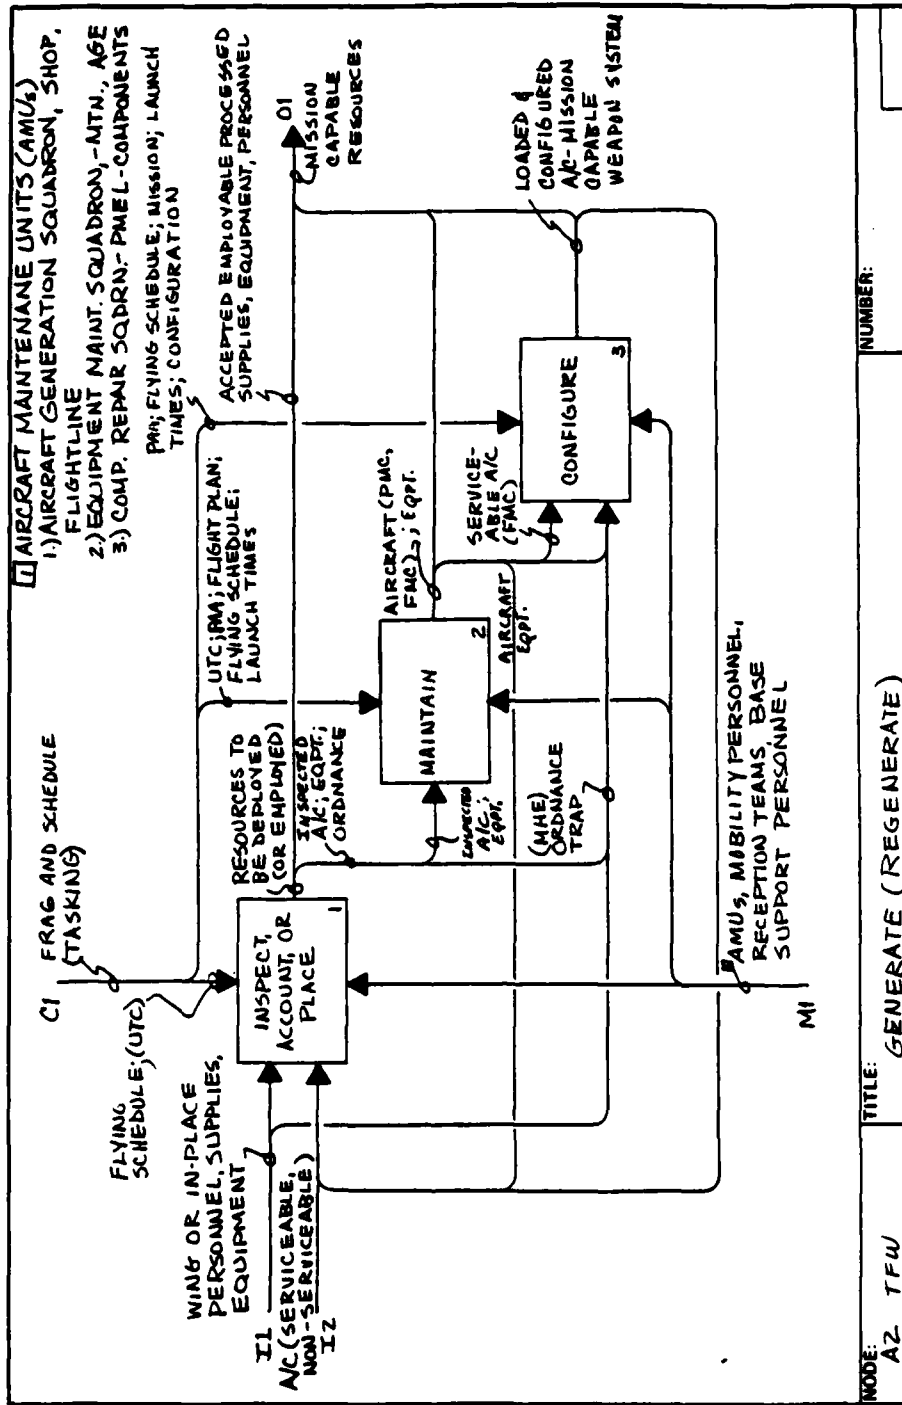 1 AIRCRAFT MAINTENANE UNITS (AMUs)
1.) AIRCRAFT GENERATION SQUADRON, SHOP,
FLIGHTLINE
2.) EQUIPMENT MAINT. SQUADRON,-MTN., AGE
3.) COMP. REPAIR SQDRN.-PMEL-COMPONENTS
C1
FRAG AND SCHEDULE
(TASKING)
FLYING
SCHEDULE;(UTC)
UTC; PAA; FLIGHT PLAN;
FLYING SCHEDULE;
LAUNCH TIMES
PAA; FLYING SCHEDULE; MISSION; LAUNCH
TIMES; CONFIGURATION
ACCEPTED EMPLOYABLE PROCESSED
SUPPLIES, EQUIPMENT, PERSONNEL
O1
MISSION
CAPABLE
RESOURCES
WING OR IN-PLACE
PERSONNEL, SUPPLIES,
EQUIPMENT
I1
A/C (SERVICEABLE,
NON-SERVICEABLE)
I2
INSPECT,
ACCOUNT, OR
PLACE
1
RESOURCES TO
BE DEPLOYED
(OR EMPLOYED)
INSPECTED
A/C; EQPT.;
ORDNANCE
INSPECTED
A/C;
EQPT.
MAINTAIN
2
AIRCRAFT (PMC,
FMC); EQPT.
SERVICE-
ABLE A/C
(FMC)
AIRCRAFT
EQPT.
(MHE)
ORDNANCE
TRAP
CONFIGURE
3
LOADED &
CONFIGURED
A/C-MISSION
CAPABLE
WEAPON SYSTEM
AMUs, MOBILITY PERSONNEL,
RECEPTION TEAMS, BASE
SUPPORT PERSONNEL
M1
NODE:
A2 TFW
TITLE:
GENERATE (REGENERATE)
NUMBER: